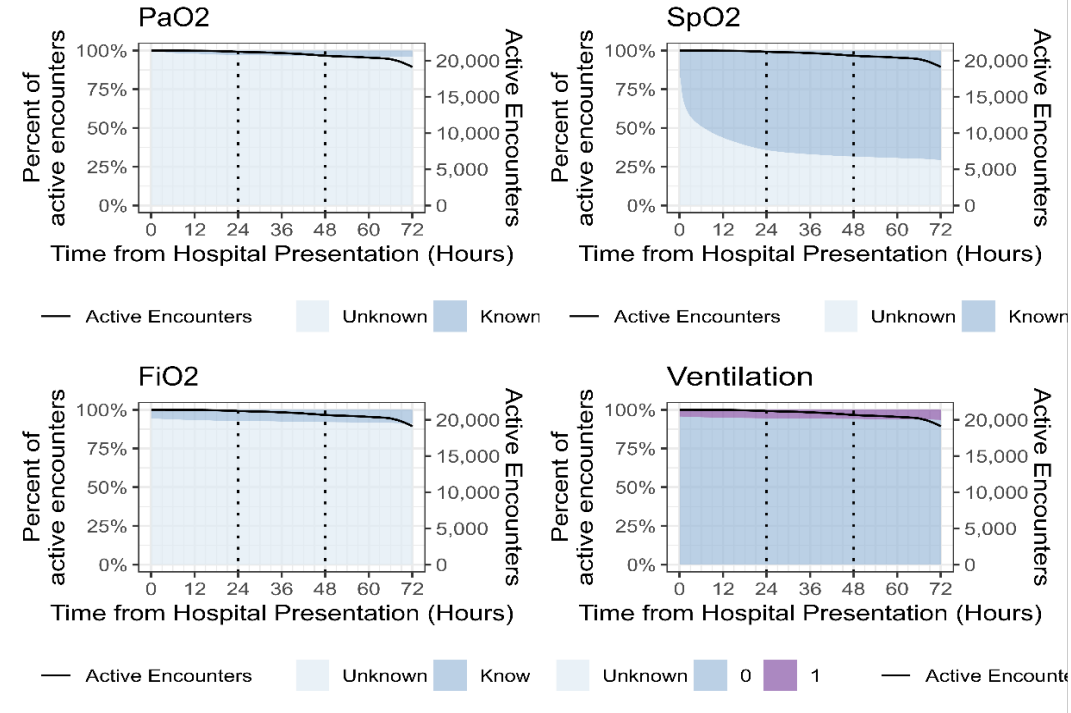 PaO2
SpO2
Percent of
active encounters
100%
75%
50%
25%
0%
20,000
15,000
10,000
5,000
0
Active Encounters
0 12 24 36 48 60 72
Time from Hospital Presentation (Hours)
Percent of
active encounters
100%
75%
50%
25%
0%
20,000
15,000
10,000
5,000
0
Active Encounters
0 12 24 36 48 60 72
Time from Hospital Presentation (Hours)
Active Encounters Unknown Known
Active Encounters Unknown Known
FiO2
Ventilation
Percent of
active encounters
100%
75%
50%
25%
0%
20,000
15,000
10,000
5,000
0
Active Encounters
0 12 24 36 48 60 72
Time from Hospital Presentation (Hours)
Percent of
active encounters
100%
75%
50%
25%
0%
20,000
15,000
10,000
5,000
0
Active Encounters
0 12 24 36 48 60 72
Time from Hospital Presentation (Hours)
Active Encounters Unknown Know
Unknown 0 1 Active Encounte